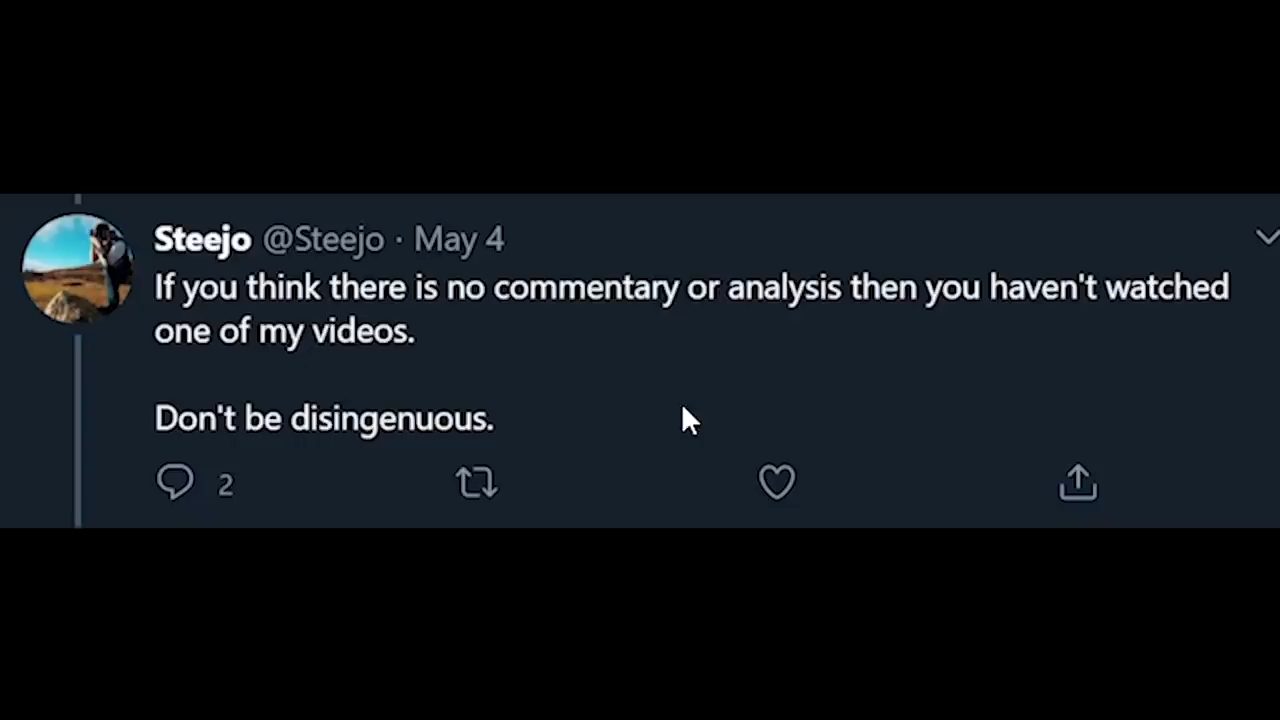 Steejo @Steejo · May 4
If you think there is no commentary or analysis then you haven't watched
one of my videos.
Don't be disingenuous.
2